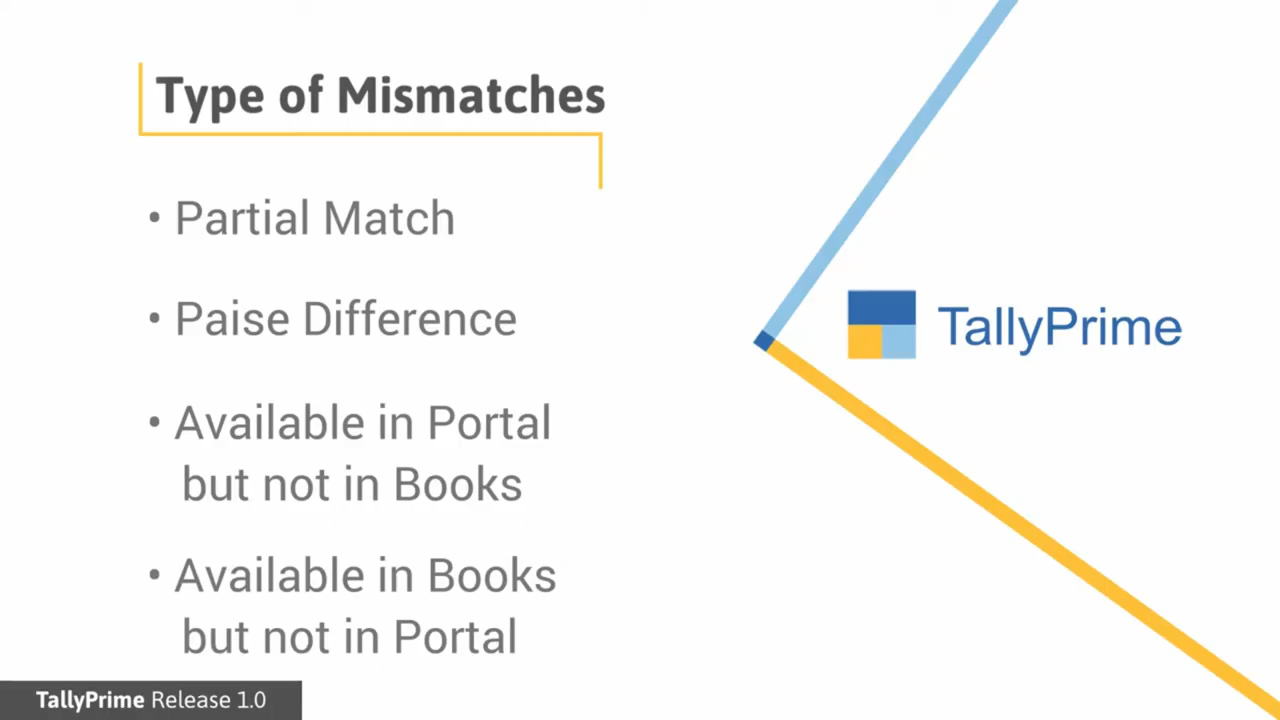 Type of Mismatches
• Partial Match
• Paise Difference
• Available in Portal
but not in Books
• Available in Books
but not in Portal
TallyPrime
TallyPrime Release 1.0